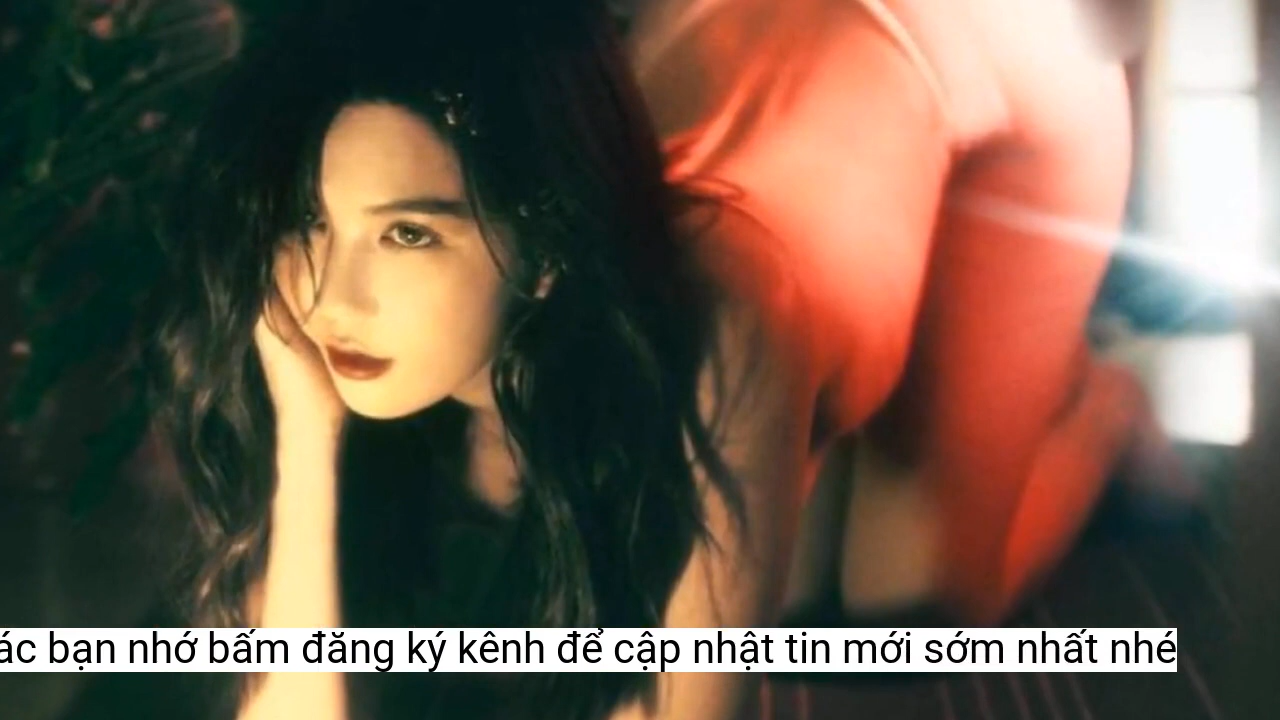 ác bạn nhớ bấm đăng ký kênh để cập nhật tin mới sớm nhất nhé